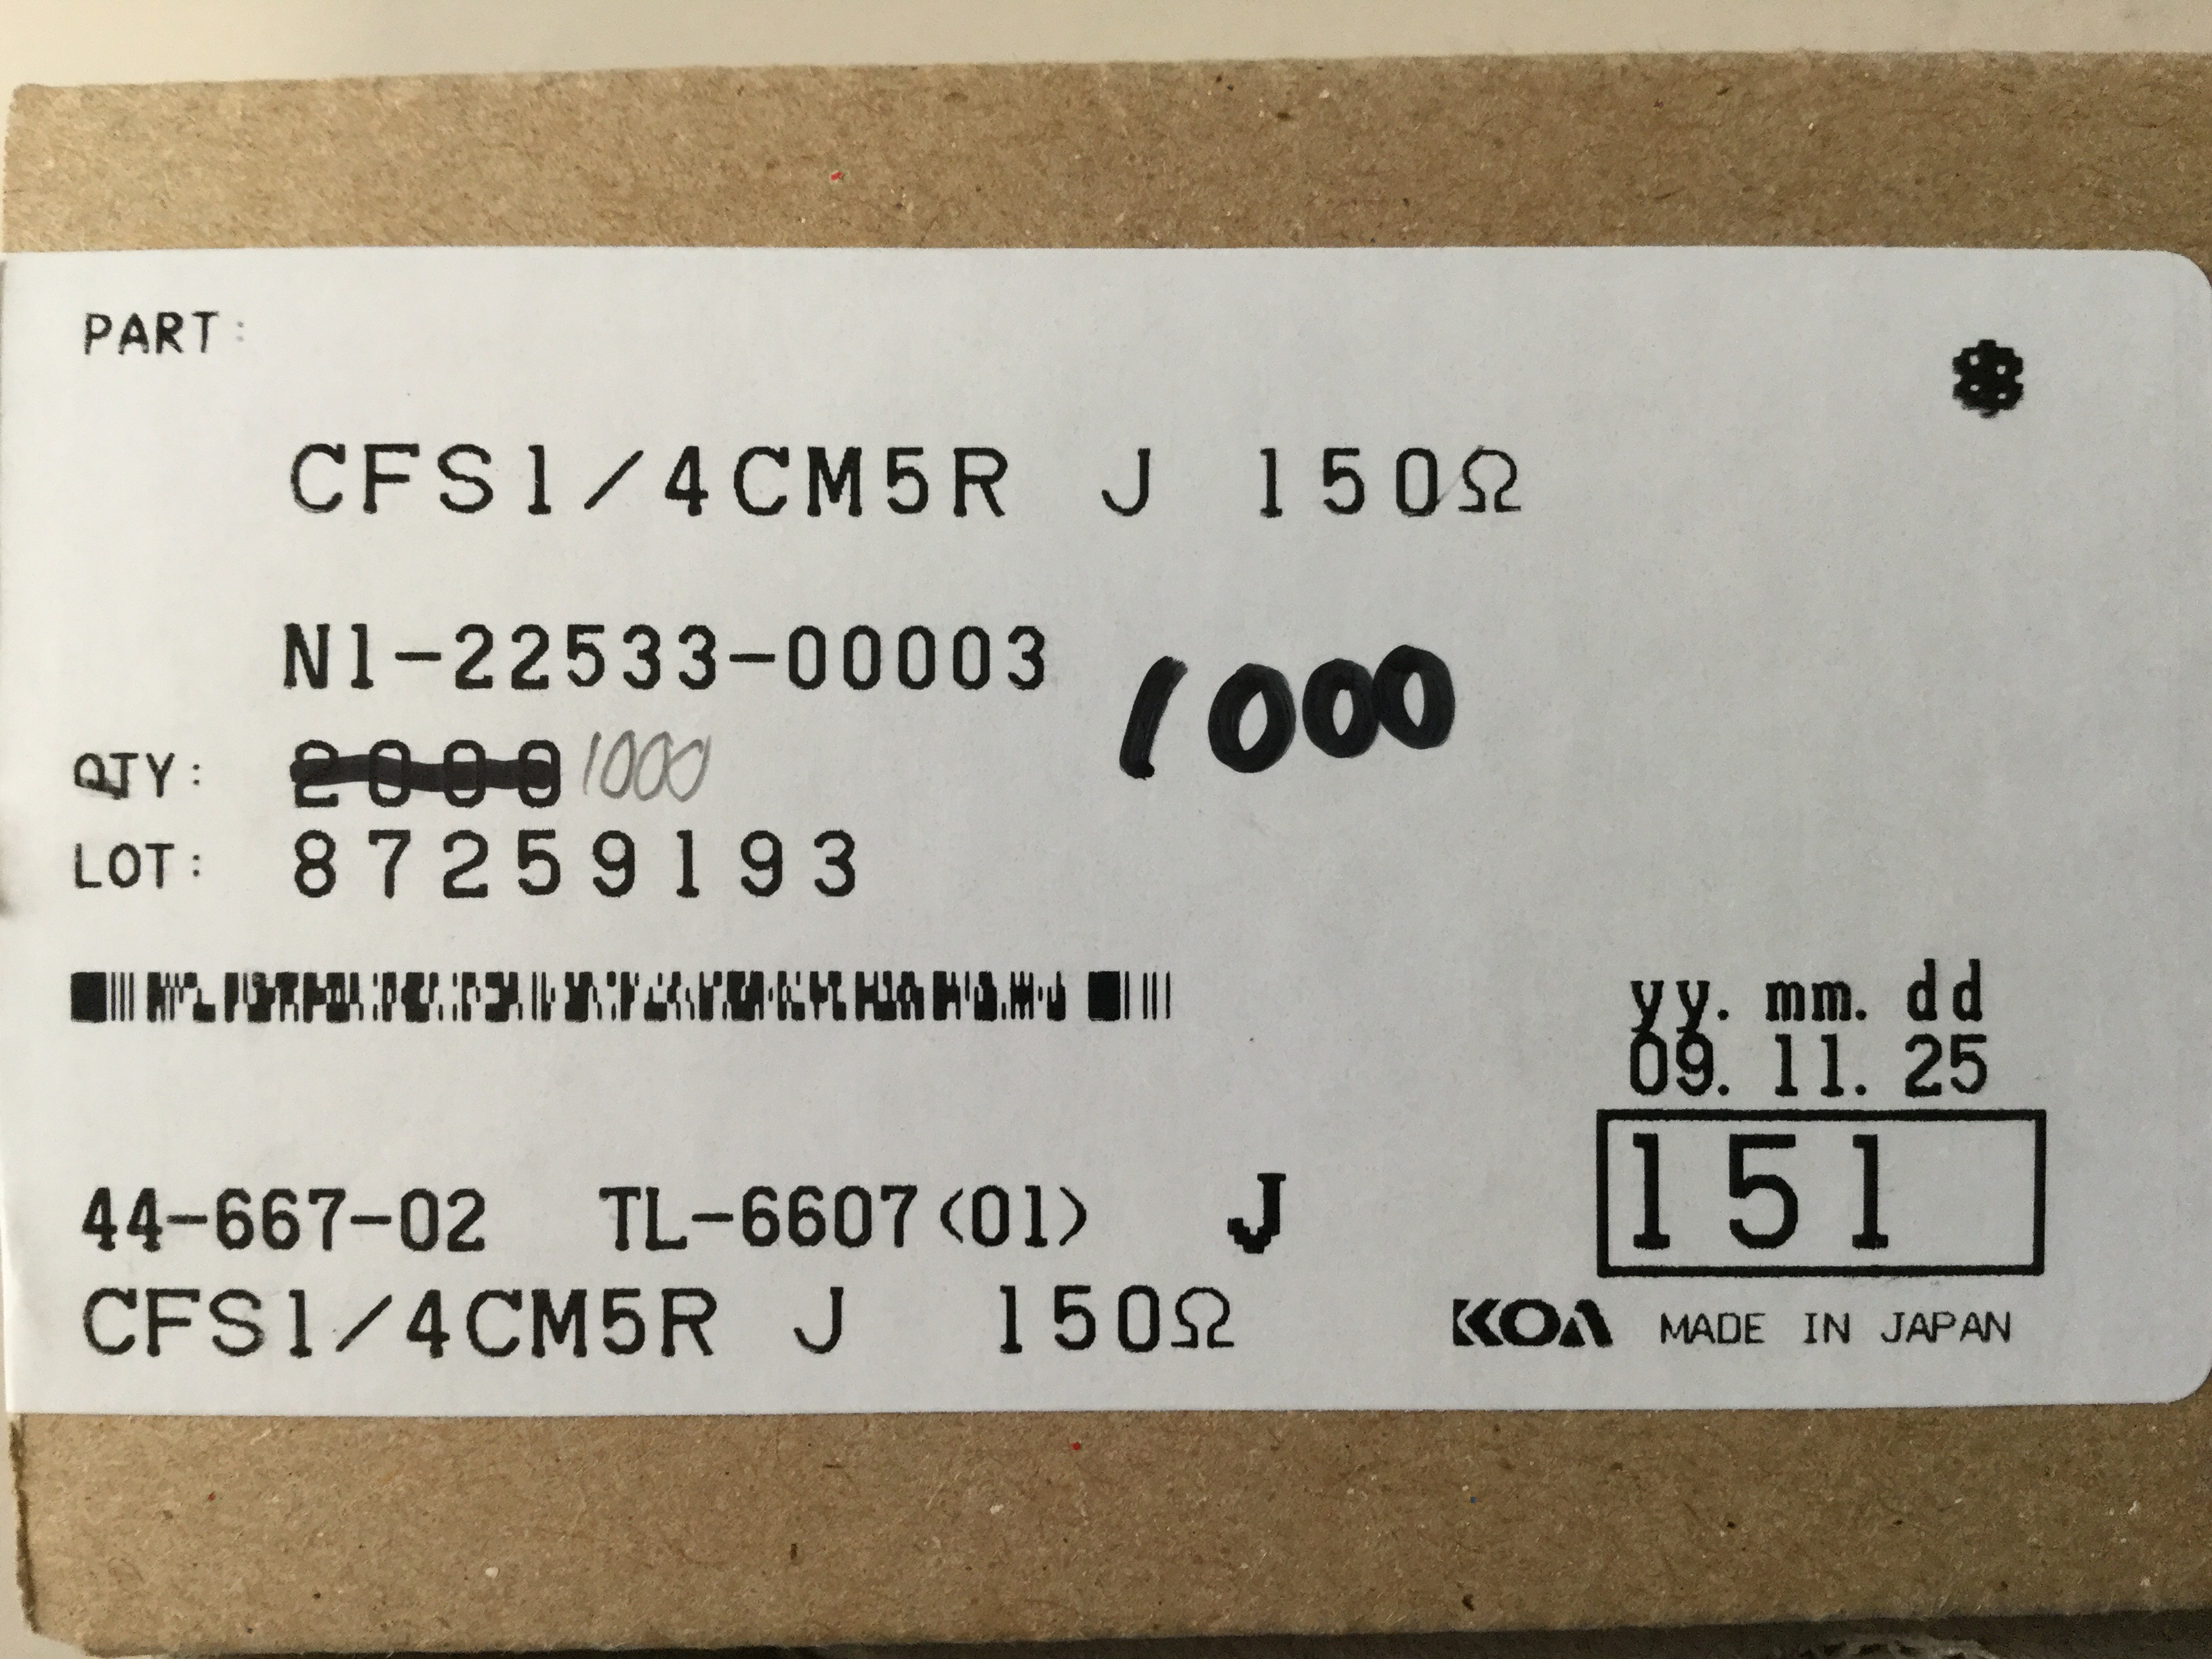 PART:
*
CFS1/4CM5R J 150Ω
N1-22533-00003
1000
QTY: 2000 1000
LOT: 87259193
yy. mm. dd
09. 11. 25
151
44-667-02 TL-6607(01) J
CFS1/4CM5R J 150Ω
KOA MADE IN JAPAN